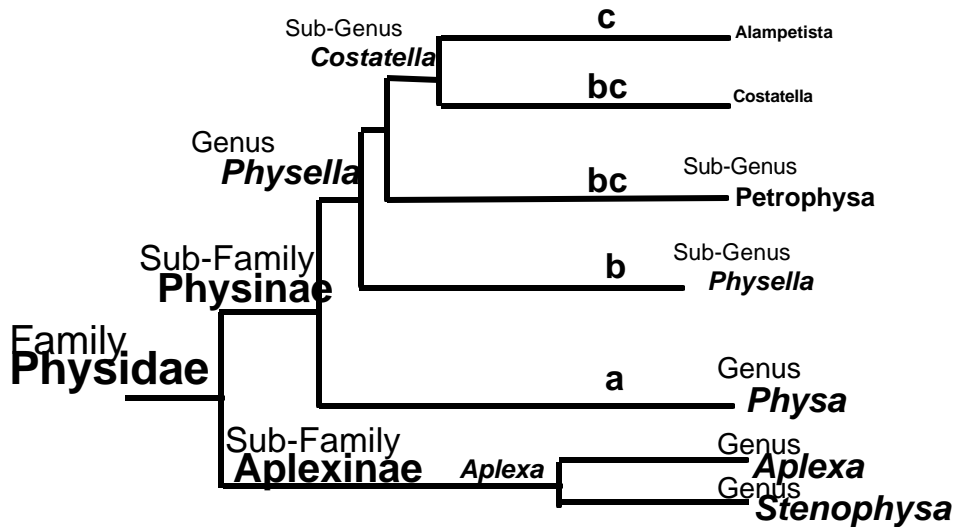 c
Alampetista
Sub-Genus
Costatella
bc
Costatella
Genus
Physella
bc
Sub-Genus
Petrophysa
Sub-Family
Physinae
b
Sub-Genus
Physella
Family
Physidae
a
Genus
Physa
Sub-Family
Aplexinae
Aplexa
Genus
Aplexa
Genus
Stenophysa